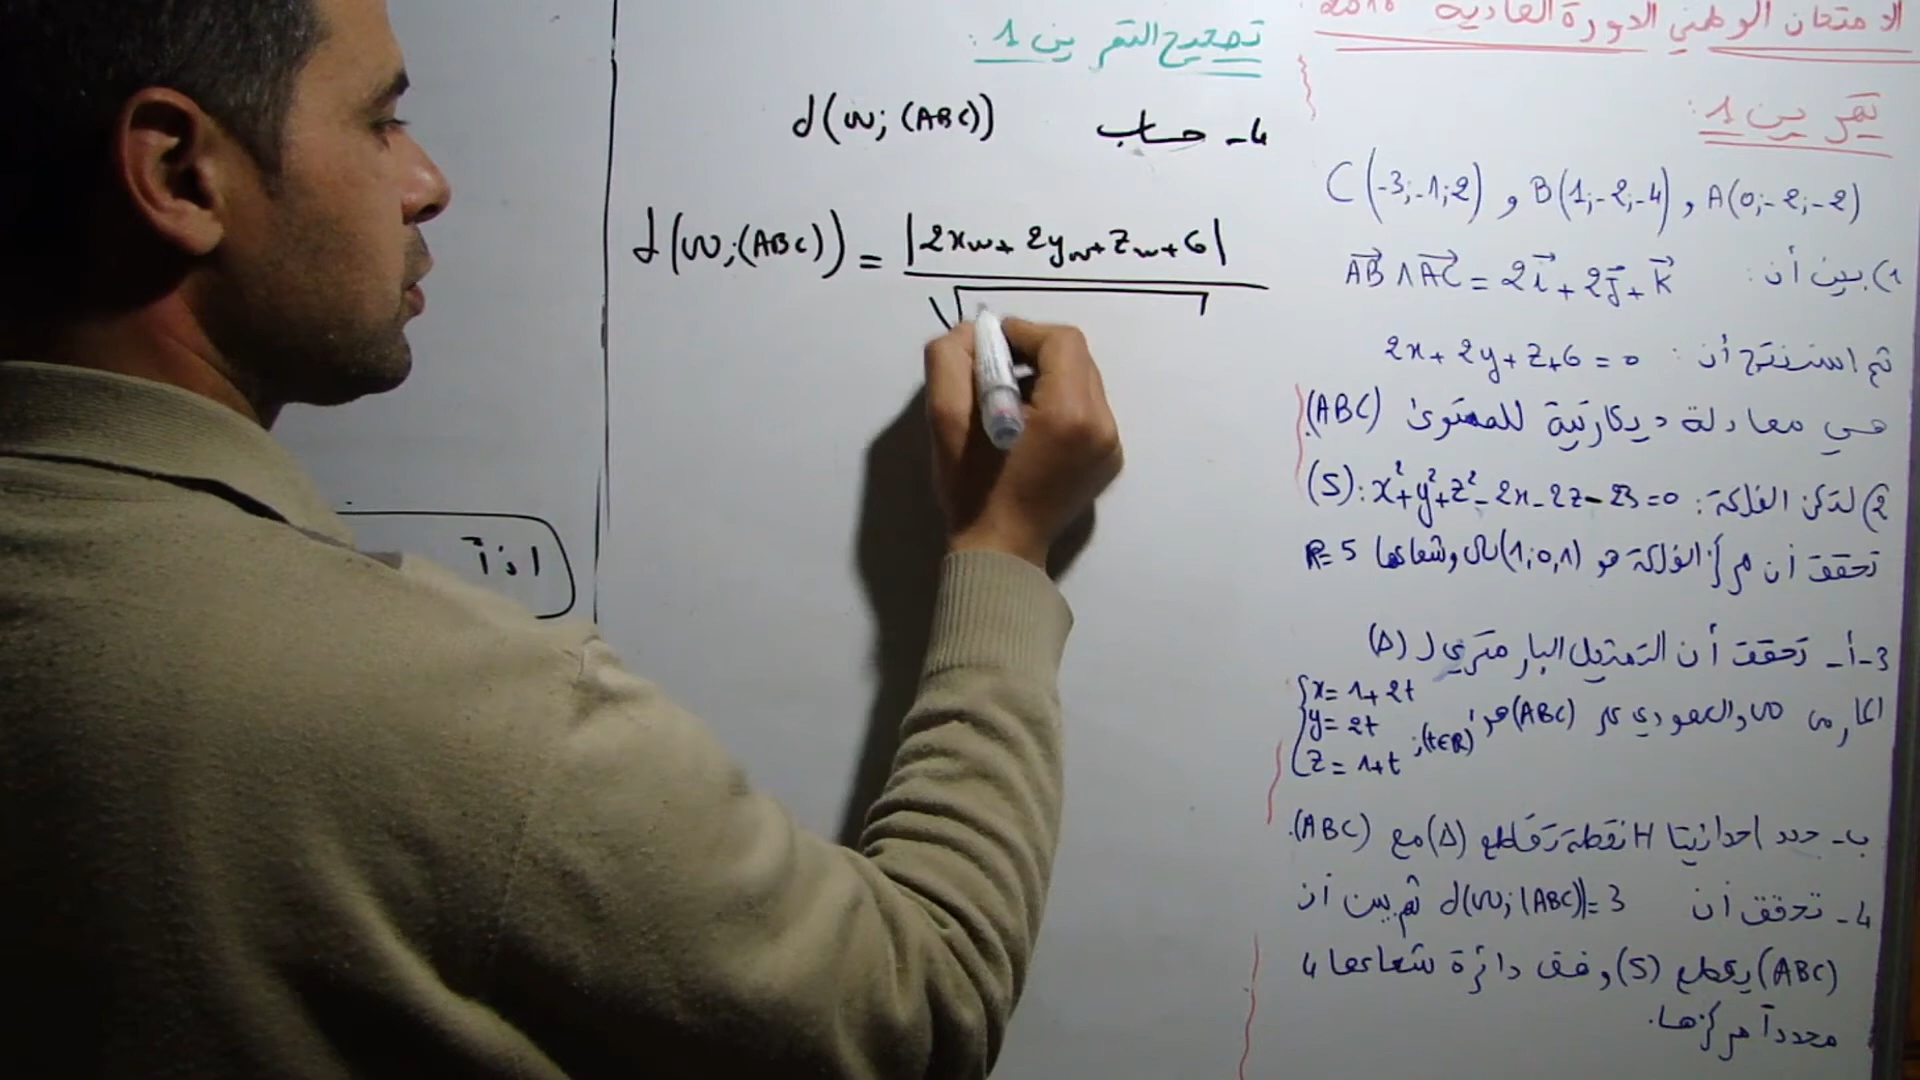 الامتحان الوطني الدورة العادية
تمرين 1 :
A(0;-2;-2) , B(1;-2;-4) و C(-3;-1;2)
1) بين أن : AB ∧ AC = 2i + 2j + k
ثم استنتج أن : 2x + 2y + z + 6 = 0
هي معادلة ديكارتية للمستوى (ABC).
2) لتكن الفلكة : (S): x²+y²+z²-2x-2z-23=0
تحقق أن مركز الفلكة هو Ω(1;0,1) وشعاعها R=5
3-أ- تحقق أن التمثيل البارمتري ل (Δ)
المار من Ω والعمودي على (ABC) هو
{x = 1+2t
y = 2t ;(t∈R)
z = 1+t
ب- حدد احداثيتا H نقطة تقاطع (Δ) مع (ABC).
4- تحقق أن d(Ω;(ABC))=3 ثم بين أن
(ABC) يقطع (S) وفق دائرة شعاعها 4
محدداً مركزها.
تصحيح التمرين 1 :
4- حساب d(Ω;(ABC))
d(Ω;(ABC)) = |2xΩ + 2yΩ + zΩ + 6|
√
اذاً